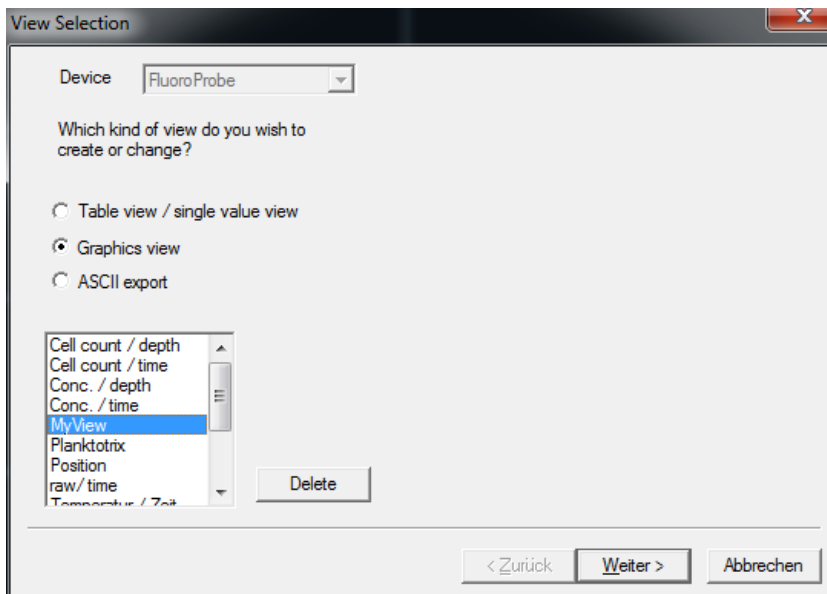 View Selection
Device
FluoroProbe
Which kind of view do you wish to
create or change?
Table view / single value view
Graphics view
ASCII export
Cell count / depth
Cell count / time
Conc. / depth
Conc. / time
MyView
Planktotrix
Position
raw/ time
Temperatur / Zeit
Delete
< Zurück
Weiter >
Abbrechen